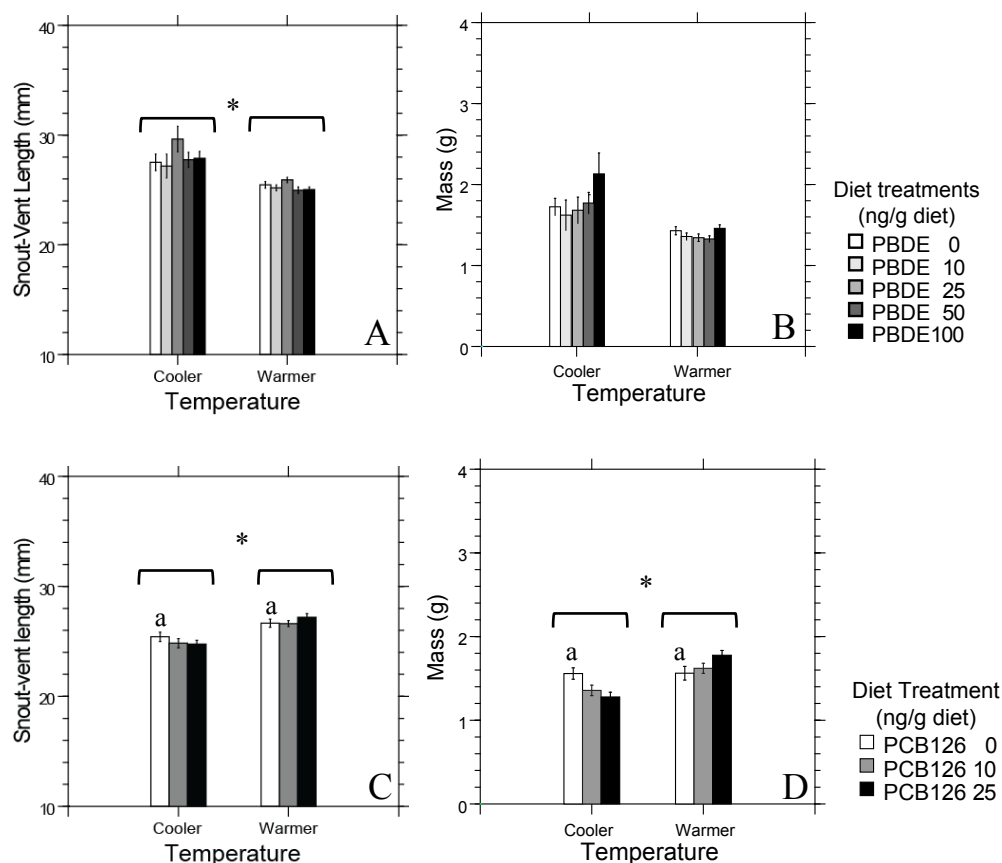 40
30
20
10
Snout-Vent Length (mm)
*
A
Cooler Warmer
Temperature
4
3
2
1
0
Mass (g)
B
Cooler Warmer
Temperature
Diet treatments
(ng/g diet)
PBDE 0
PBDE 10
PBDE 25
PBDE 50
PBDE100
40
30
20
10
Snout-vent length (mm)
*
a a
C
Cooler Warmer
Temperature
4
3
2
1
0
Mass (g)
*
a a
D
Cooler Warmer
Temperature
Diet Treatment
(ng/g diet)
PCB126 0
PCB126 10
PCB126 25